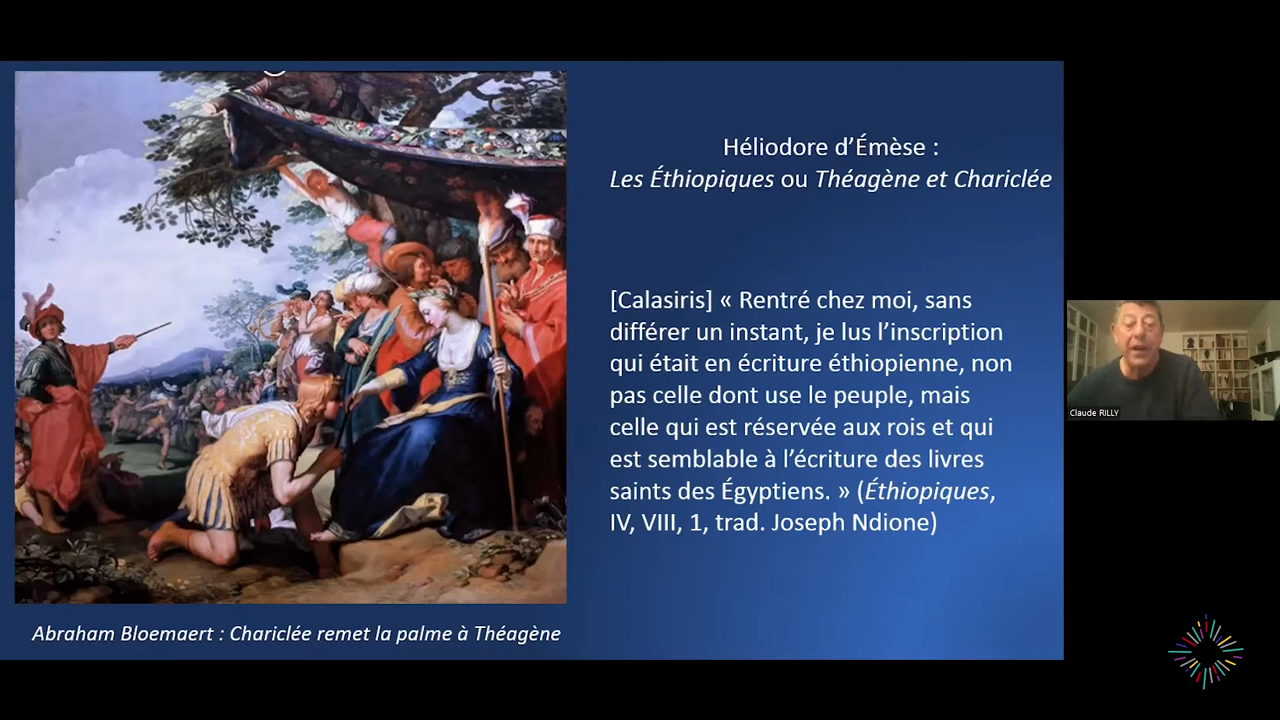 Héliodore d’Émèse :
Les Éthiopiques ou Théagène et Chariclée
[Calasiris] « Rentré chez moi, sans
différer un instant, je lus l’inscription
qui était en écriture éthiopienne, non
pas celle dont use le peuple, mais
celle qui est réservée aux rois et qui
est semblable à l’écriture des livres
saints des Égyptiens. » (Éthiopiques,
IV, VIII, 1, trad. Joseph Ndione)
Abraham Bloemaert : Chariclée remet la palme à Théagène
Claude RILLY